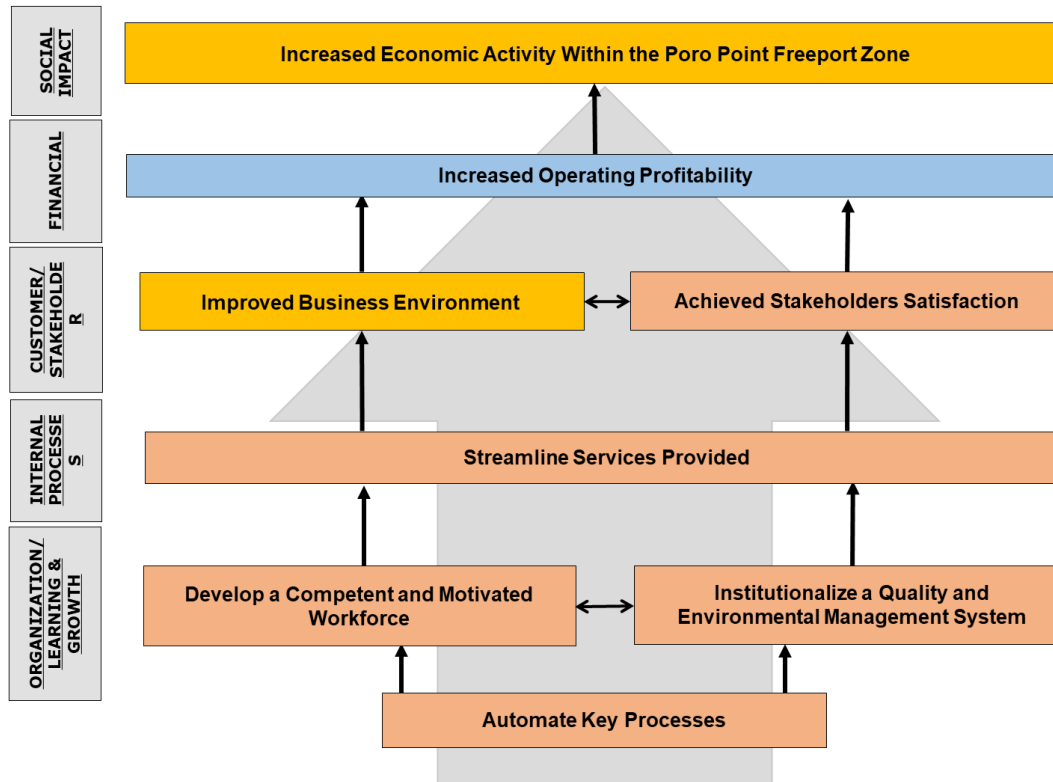 SOCIAL
IMPACT
Increased Economic Activity Within the Poro Point Freeport Zone
FINANCIAL
Increased Operating Profitability
CUSTOMER/
STAKEHOLDE
R
Improved Business Environment
Achieved Stakeholders Satisfaction
INTERNAL
PROCESSE
S
Streamline Services Provided
ORGANIZATION/
LEARNING &
GROWTH
Develop a Competent and Motivated
Workforce
Institutionalize a Quality and
Environmental Management System
Automate Key Processes